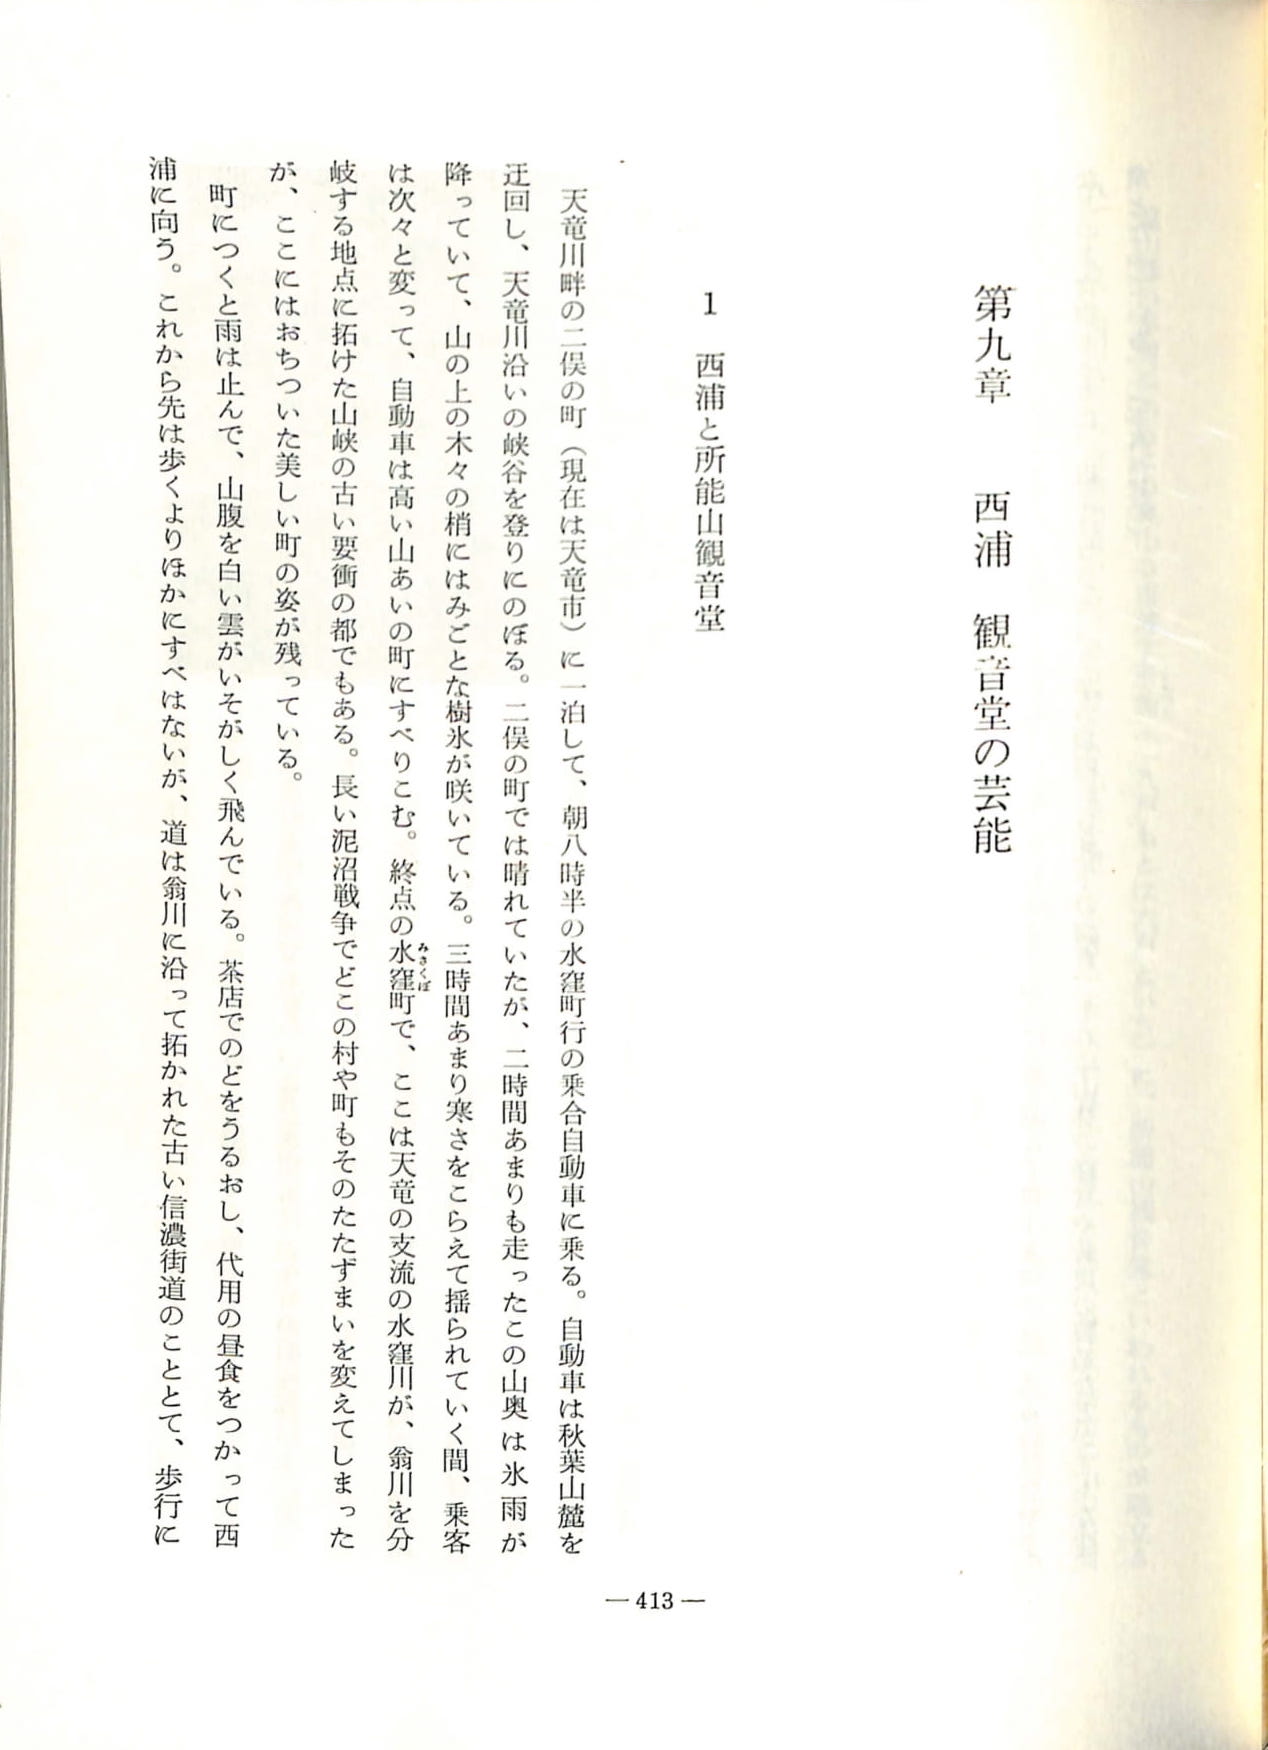 第九章　西浦　観音堂の芸能
1　西浦と所能山観音堂
天竜川畔の二俣の町（現在は天竜市）に一泊して、朝八時半の水窪町行の乗合自動車に乗る。自動車は秋葉山麓を
迂回し、天竜川沿いの峡谷を登りにのぼる。二俣の町では晴れていたが、二時間あまりも走ったこの山奥は氷雨が
降っていて、山の上の木々の梢にはみごとな樹氷が咲いている。三時間あまり寒さをこらえて揺られていく間、乗客
は次々と変って、自動車は高い山あいの町にすべりこむ。終点の水窪町で、ここは天竜の支流の水窪川が、翁川を分
みさくぼ
岐する地点に拓けた山峡の古い要衝の都でもある。長い泥沼戦争でどこの村や町もそのたたずまいを変えてしまった
が、ここにはおちついた美しい町の姿が残っている。
町につくと雨は止んで、山腹を白い雲がいそがしく飛んでいる。茶店でのどをうるおし、代用の昼食をつかって西
浦に向う。これから先は歩くよりほかにすべはないが、道は翁川に沿って拓かれた古い信濃街道のこととて、歩行に
— 413 —